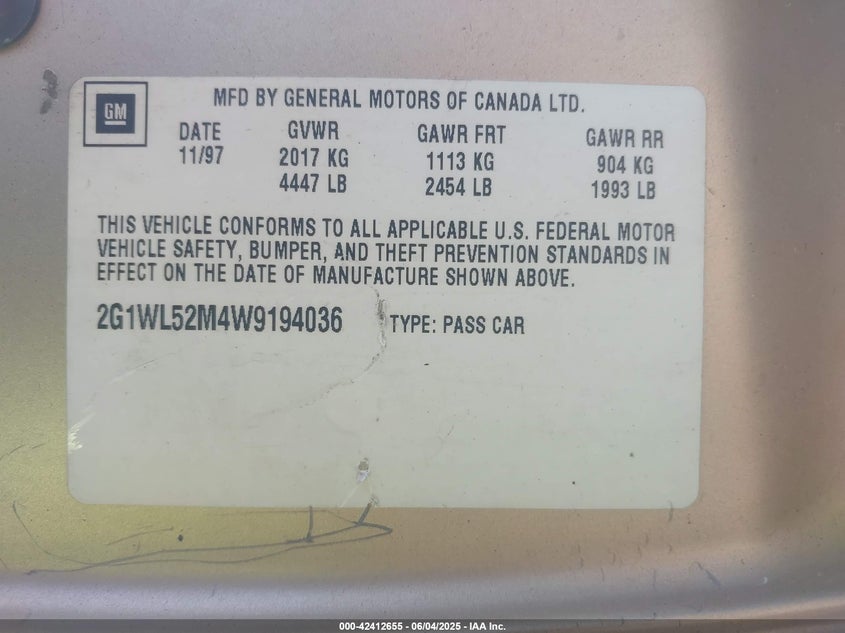 GM
MFD BY GENERAL MOTORS OF CANADA LTD.
DATE GVWR GAWR FRT GAWR RR
11/97 2017 KG 1113 KG 904 KG
4447 LB 2454 LB 1993 LB
THIS VEHICLE CONFORMS TO ALL APPLICABLE U.S. FEDERAL MOTOR
VEHICLE SAFETY, BUMPER, AND THEFT PREVENTION STANDARDS IN
EFFECT ON THE DATE OF MANUFACTURE SHOWN ABOVE.
2G1WL52M4W9194036 TYPE: PASS CAR
000-42412655 - 06/04/2025 - IAA Inc.